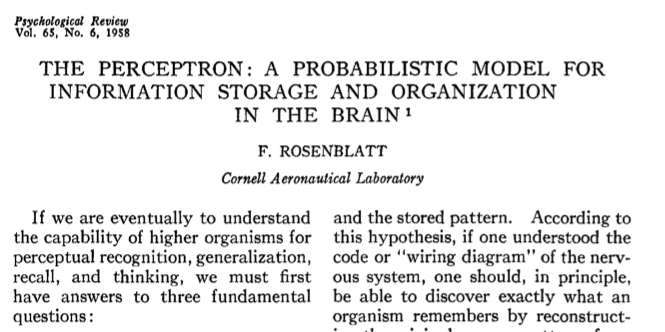 Psychological Review
Vol. 65, No. 6, 1958
THE PERCEPTRON: A PROBABILISTIC MODEL FOR
INFORMATION STORAGE AND ORGANIZATION
IN THE BRAIN ¹
F. ROSENBLATT
Cornell Aeronautical Laboratory
If we are eventually to understand
the capability of higher organisms for
perceptual recognition, generalization,
recall, and thinking, we must first
have answers to three fundamental
questions:
and the stored pattern. According to
this hypothesis, if one understood the
code or "wiring diagram" of the nerv-
ous system, one should, in principle,
be able to discover exactly what an
organism remembers by reconstruct-